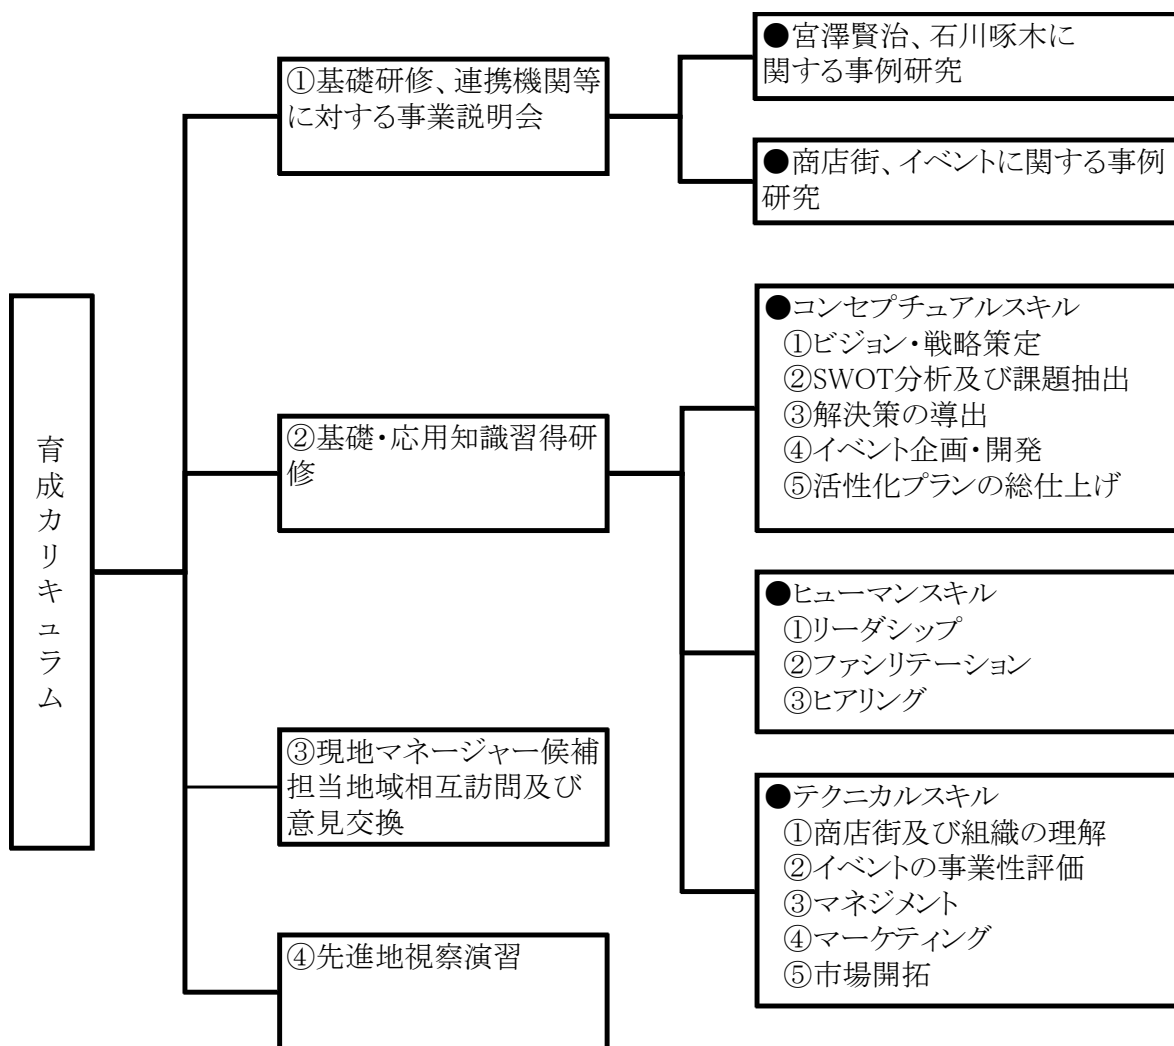 育成カリキュラム
①基礎研修、連携機関等
に対する事業説明会
●宮澤賢治、石川啄木に
関する事例研究
●商店街、イベントに関する事例
研究
②基礎・応用知識習得研
修
●コンセプチュアルスキル
①ビジョン・戦略策定
②SWOT分析及び課題抽出
③解決策の導出
④イベント企画・開発
⑤活性化プランの総仕上げ
●ヒューマンスキル
①リーダシップ
②ファシリテーション
③ヒアリング
●テクニカルスキル
①商店街及び組織の理解
②イベントの事業性評価
③マネジメント
④マーケティング
⑤市場開拓
③現地マネージャー候補
担当地域相互訪問及び
意見交換
④先進地視察演習